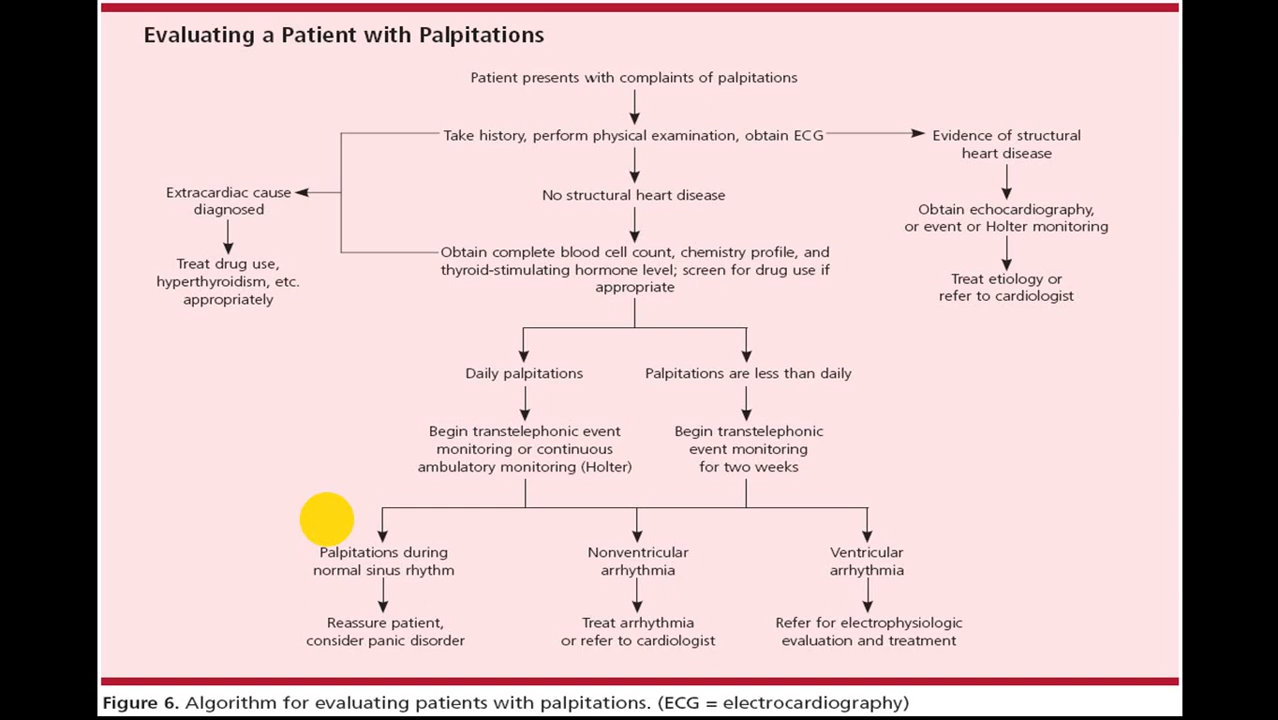 Evaluating a Patient with Palpitations
Patient presents with complaints of palpitations
Take history, perform physical examination, obtain ECG
Evidence of structural
heart disease
Extracardiac cause
diagnosed
No structural heart disease
Obtain echocardiography,
or event or Holter monitoring
Treat drug use,
hyperthyroidism, etc.
appropriately
Obtain complete blood cell count, chemistry profile, and
thyroid-stimulating hormone level; screen for drug use if
appropriate
Treat etiology or
refer to cardiologist
Daily palpitations
Palpitations are less than daily
Begin transtelephonic event
monitoring or continuous
ambulatory monitoring (Holter)
Begin transtelephonic
event monitoring
for two weeks
Palpitations during
normal sinus rhythm
Nonventricular
arrhythmia
Ventricular
arrhythmia
Reassure patient,
consider panic disorder
Treat arrhythmia
or refer to cardiologist
Refer for electrophysiologic
evaluation and treatment
Figure 6. Algorithm for evaluating patients with palpitations. (ECG = electrocardiography)